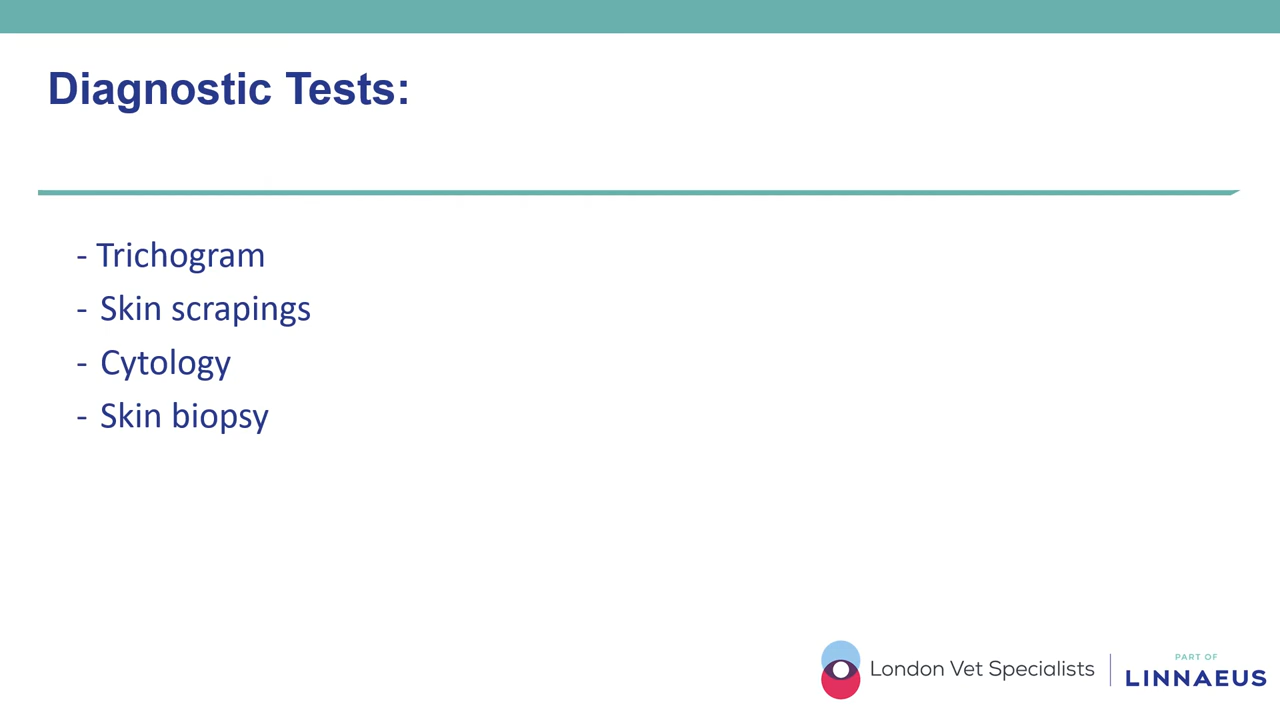 Diagnostic Tests:
- Trichogram
- Skin scrapings
- Cytology
- Skin biopsy
London Vet Specialists
PART OF
LINNAEUS